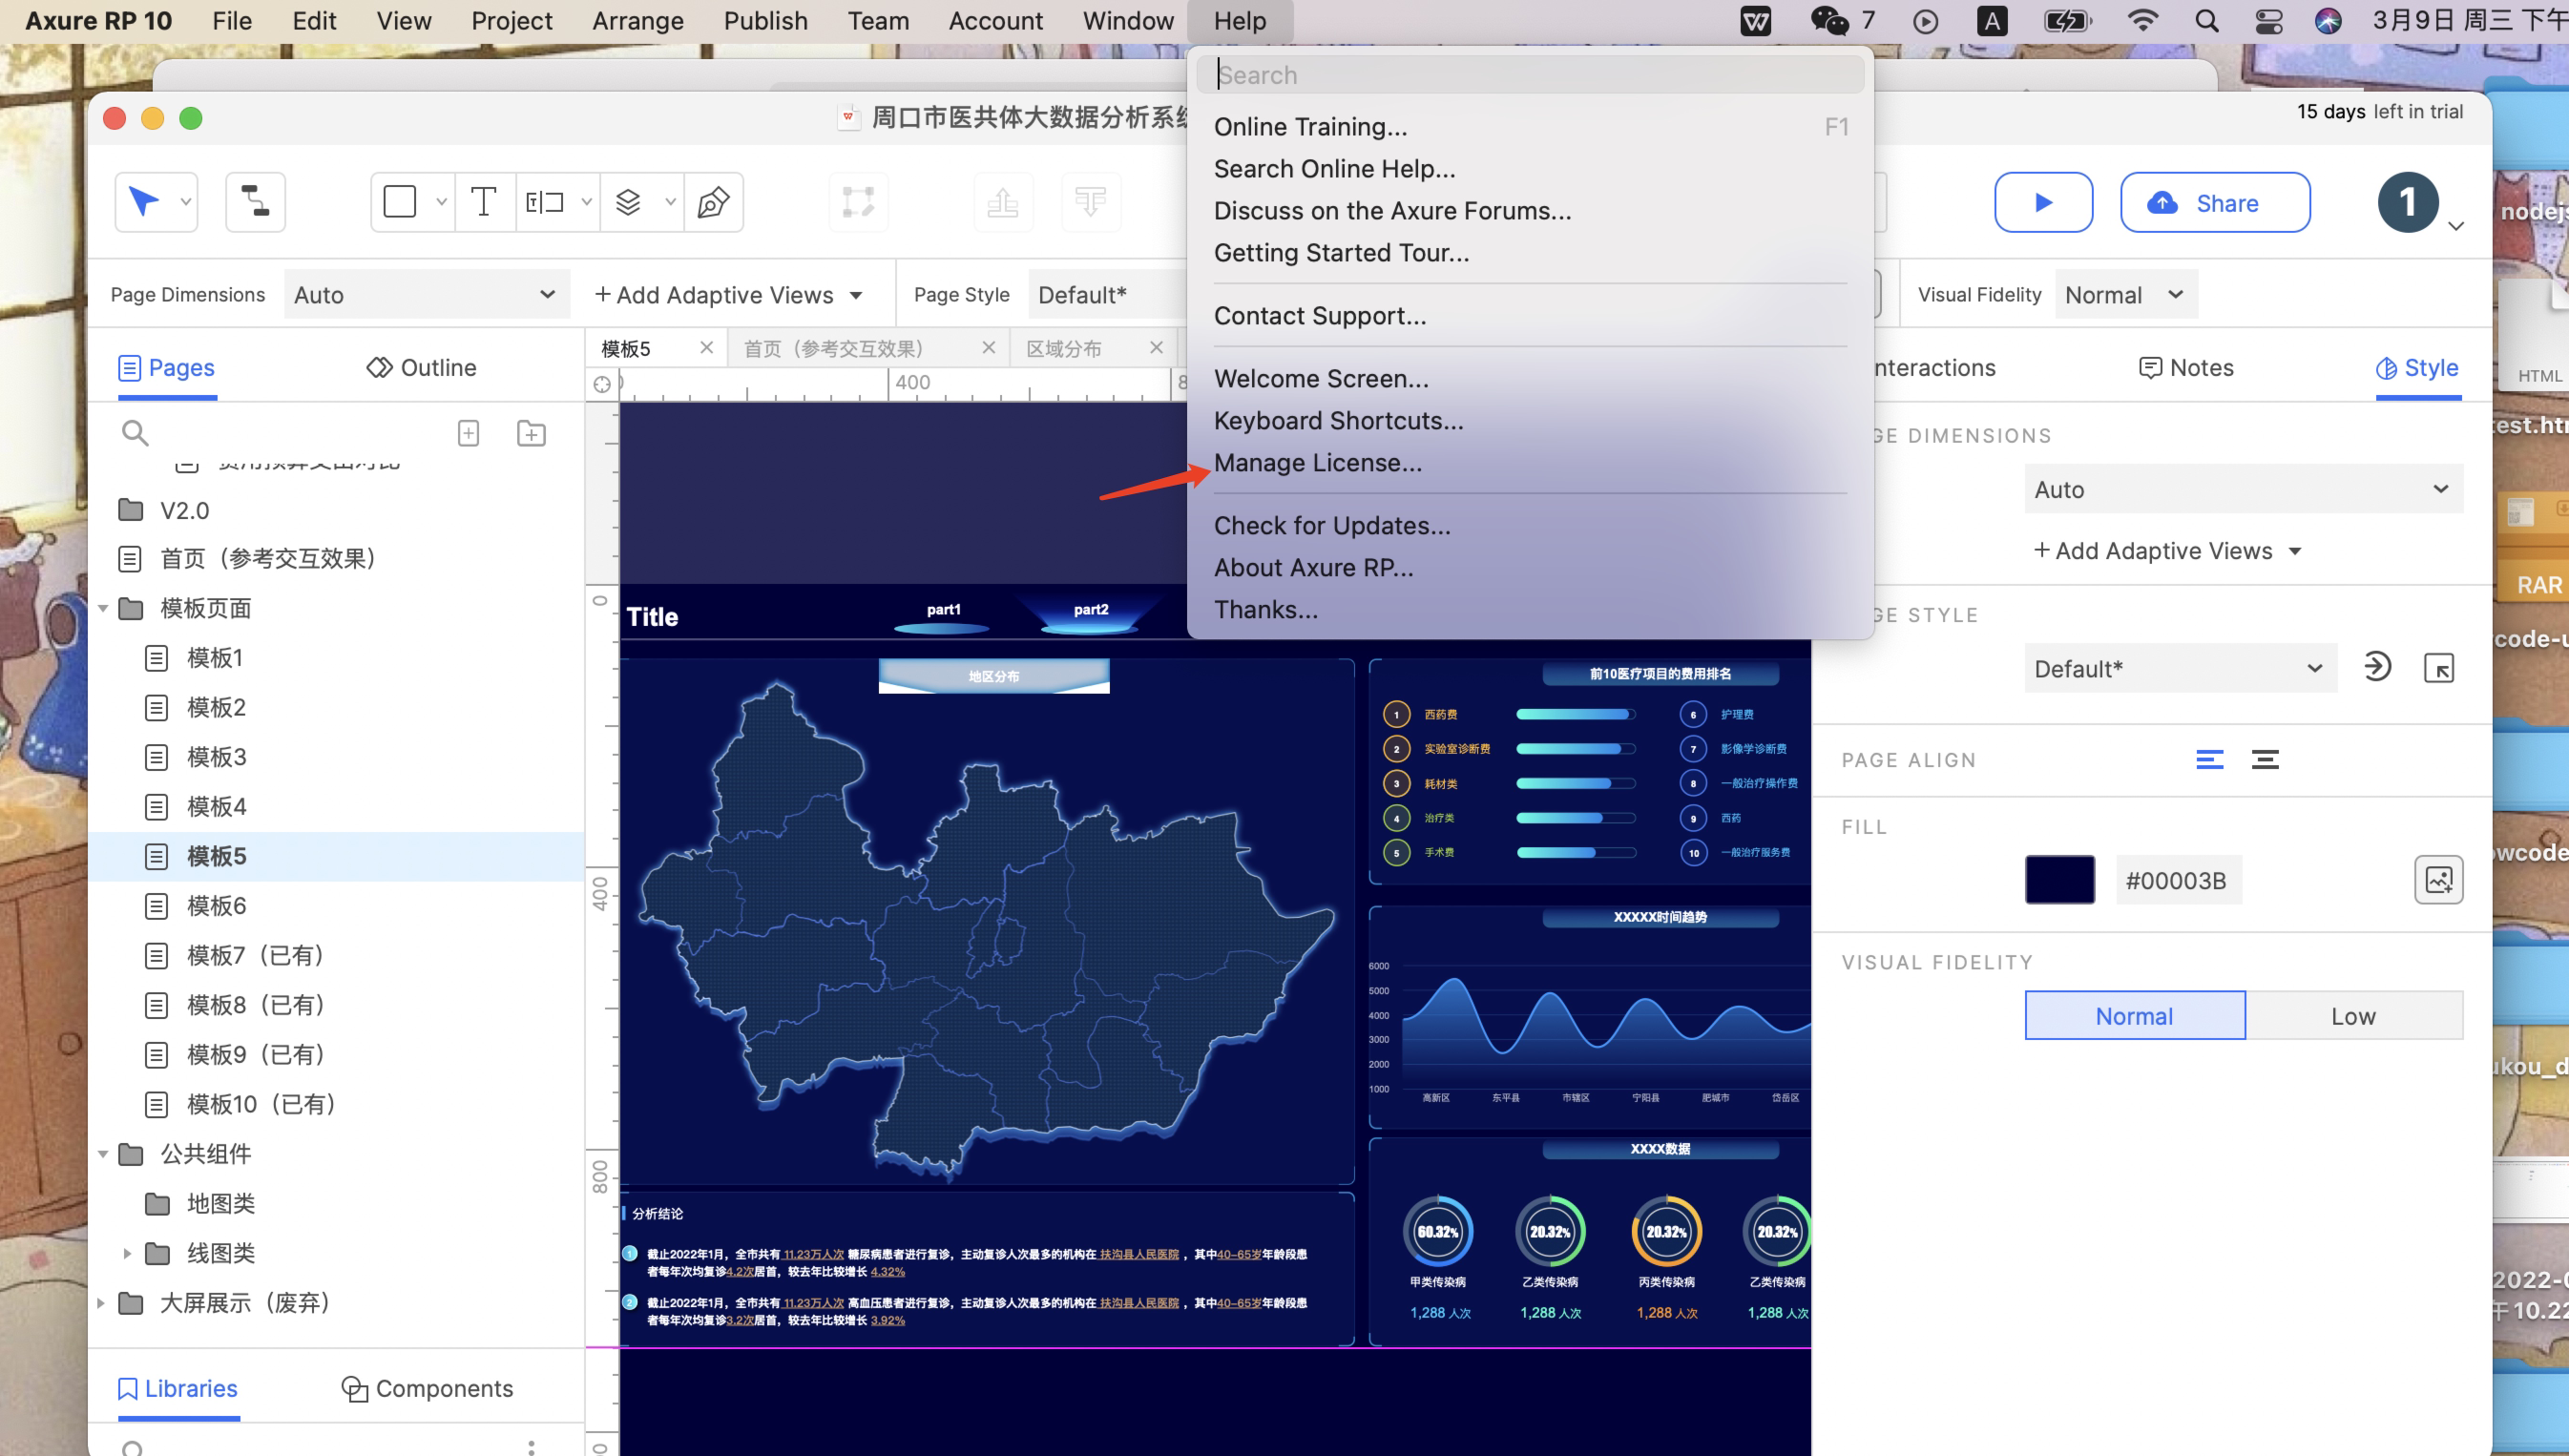 Axure RP 10 File Edit View Project Arrange Publish Team Account Window Help
7 A 3月9日 周三 下午
Search
Online Training... F1
Search Online Help...
Discuss on the Axure Forums...
Getting Started Tour...
Contact Support...
Welcome Screen...
Keyboard Shortcuts...
Manage License...
Check for Updates...
About Axure RP...
Thanks...
周口市医共体大数据分析系统
15 days left in trial
T
Share
1
Page Dimensions Auto + Add Adaptive Views Page Style Default*
Visual Fidelity Normal
Pages Outline
模板5 首页（参考交互效果） 区域分布
400
nteractions Notes Style
费用预算支出对比
V2.0
首页（参考交互效果）
模板页面
模板1
模板2
模板3
模板4
模板5
模板6
模板7（已有）
模板8（已有）
模板9（已有）
模板10（已有）
公共组件
地图类
线图类
大屏展示（废弃）
Libraries Components
0
400
800
Title part1 part2
地区分布
前10医疗项目的费用排名
1 西药费 6 护理费
2 实验室诊断费 7 影像学诊断费
3 耗材类 8 一般治疗操作费
4 治疗类 9 西药
5 手术费 10 一般治疗服务费
XXXXX时间趋势
6000
5000
4000
3000
2000
1000
高新区 东平县 市辖区 宁阳县 肥城市 岱岳区
XXXX数据
60.32% 20.32% 20.32% 20.32%
甲类传染病 乙类传染病 丙类传染病 乙类传染病
1,288 人次 1,288 人次 1,288 人次 1,288 人次
分析结论
1 截止2022年1月，全市共有 11.23万人次 糖尿病患者进行复诊，主动复诊人次最多的机构在 扶沟县人民医院 ，其中40–65岁年龄段患
者每年次均复诊4.2次居首，较去年比较增长 4.32%
2 截止2022年1月，全市共有 11.23万人次 高血压患者进行复诊，主动复诊人次最多的机构在 扶沟县人民医院 ，其中40–65岁年龄段患
者每年次均复诊3.2次居首，较去年比较增长 3.92%
GE DIMENSIONS
Auto
+ Add Adaptive Views
GE STYLE
Default*
PAGE ALIGN
FILL
#00003B
VISUAL FIDELITY
Normal Low
nodejs
HTML
test.htm
RAR
code-u
owcode
ukou_d
2022-0
午10.22